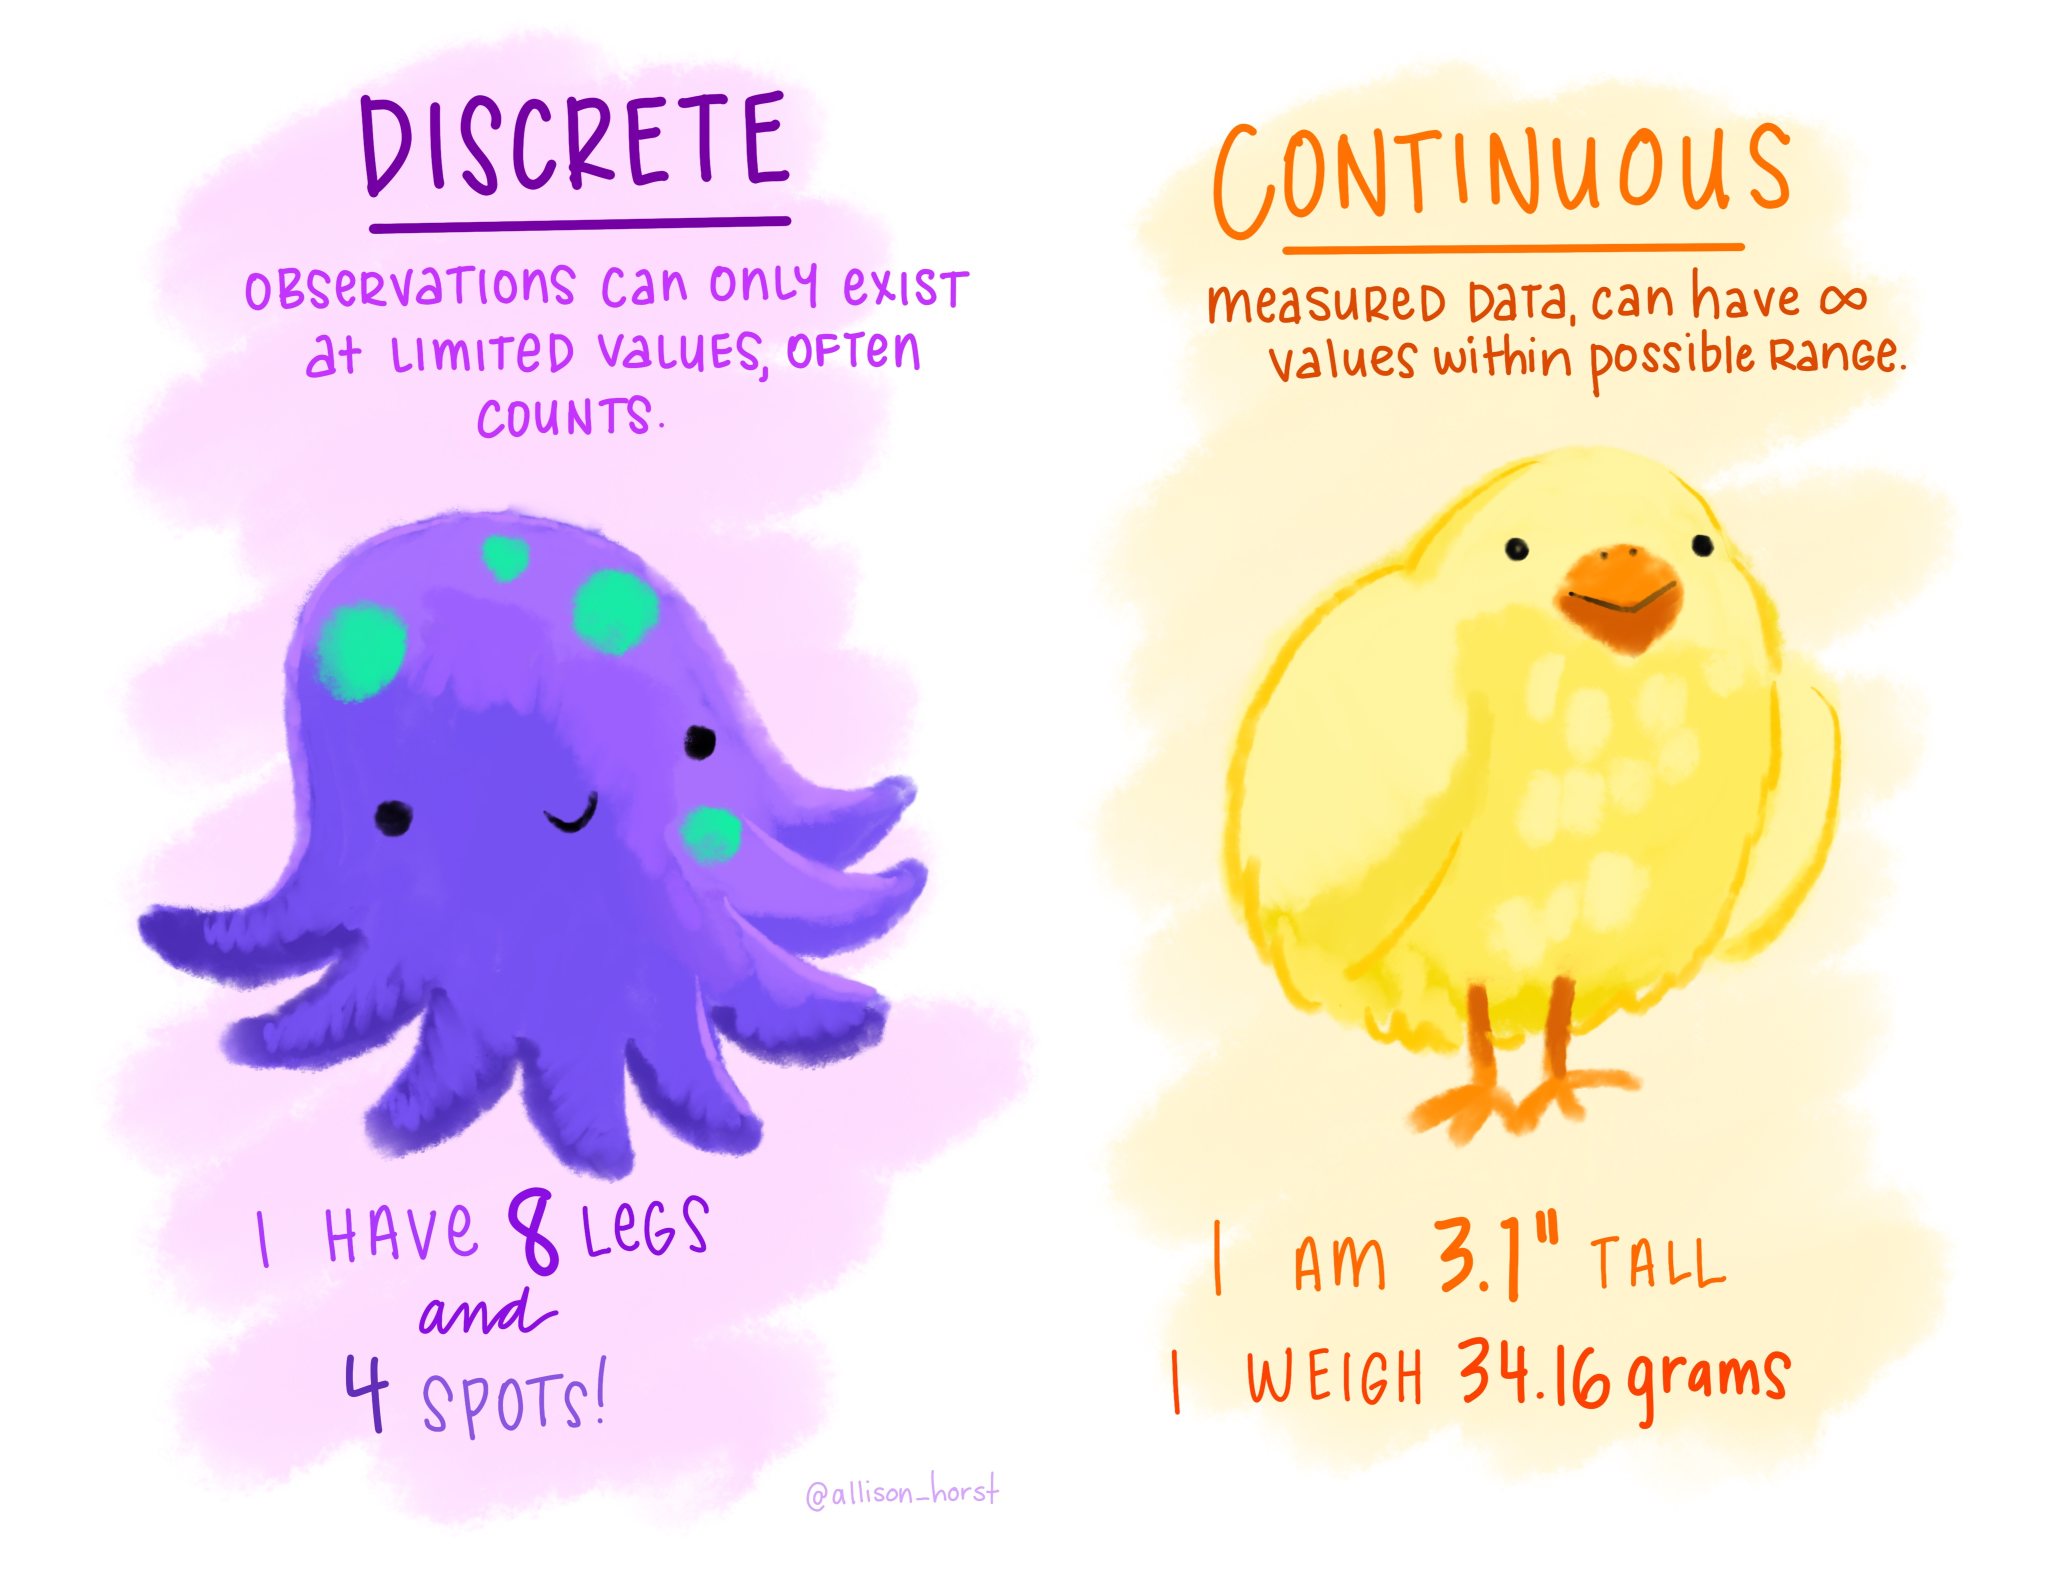 DISCRETE
OBSERVATIONS can ONLY EXIST
at LIMITED VALUES, OFTEN
COUNTS.
I HAVE 8 LEGS
and
4 SPOTS!
@allison_horst
CONTINUOUS
measured DaTa, can have ∞
values within possible Range.
I AM 3.1" TALL
I WEIGH 34.16 grams